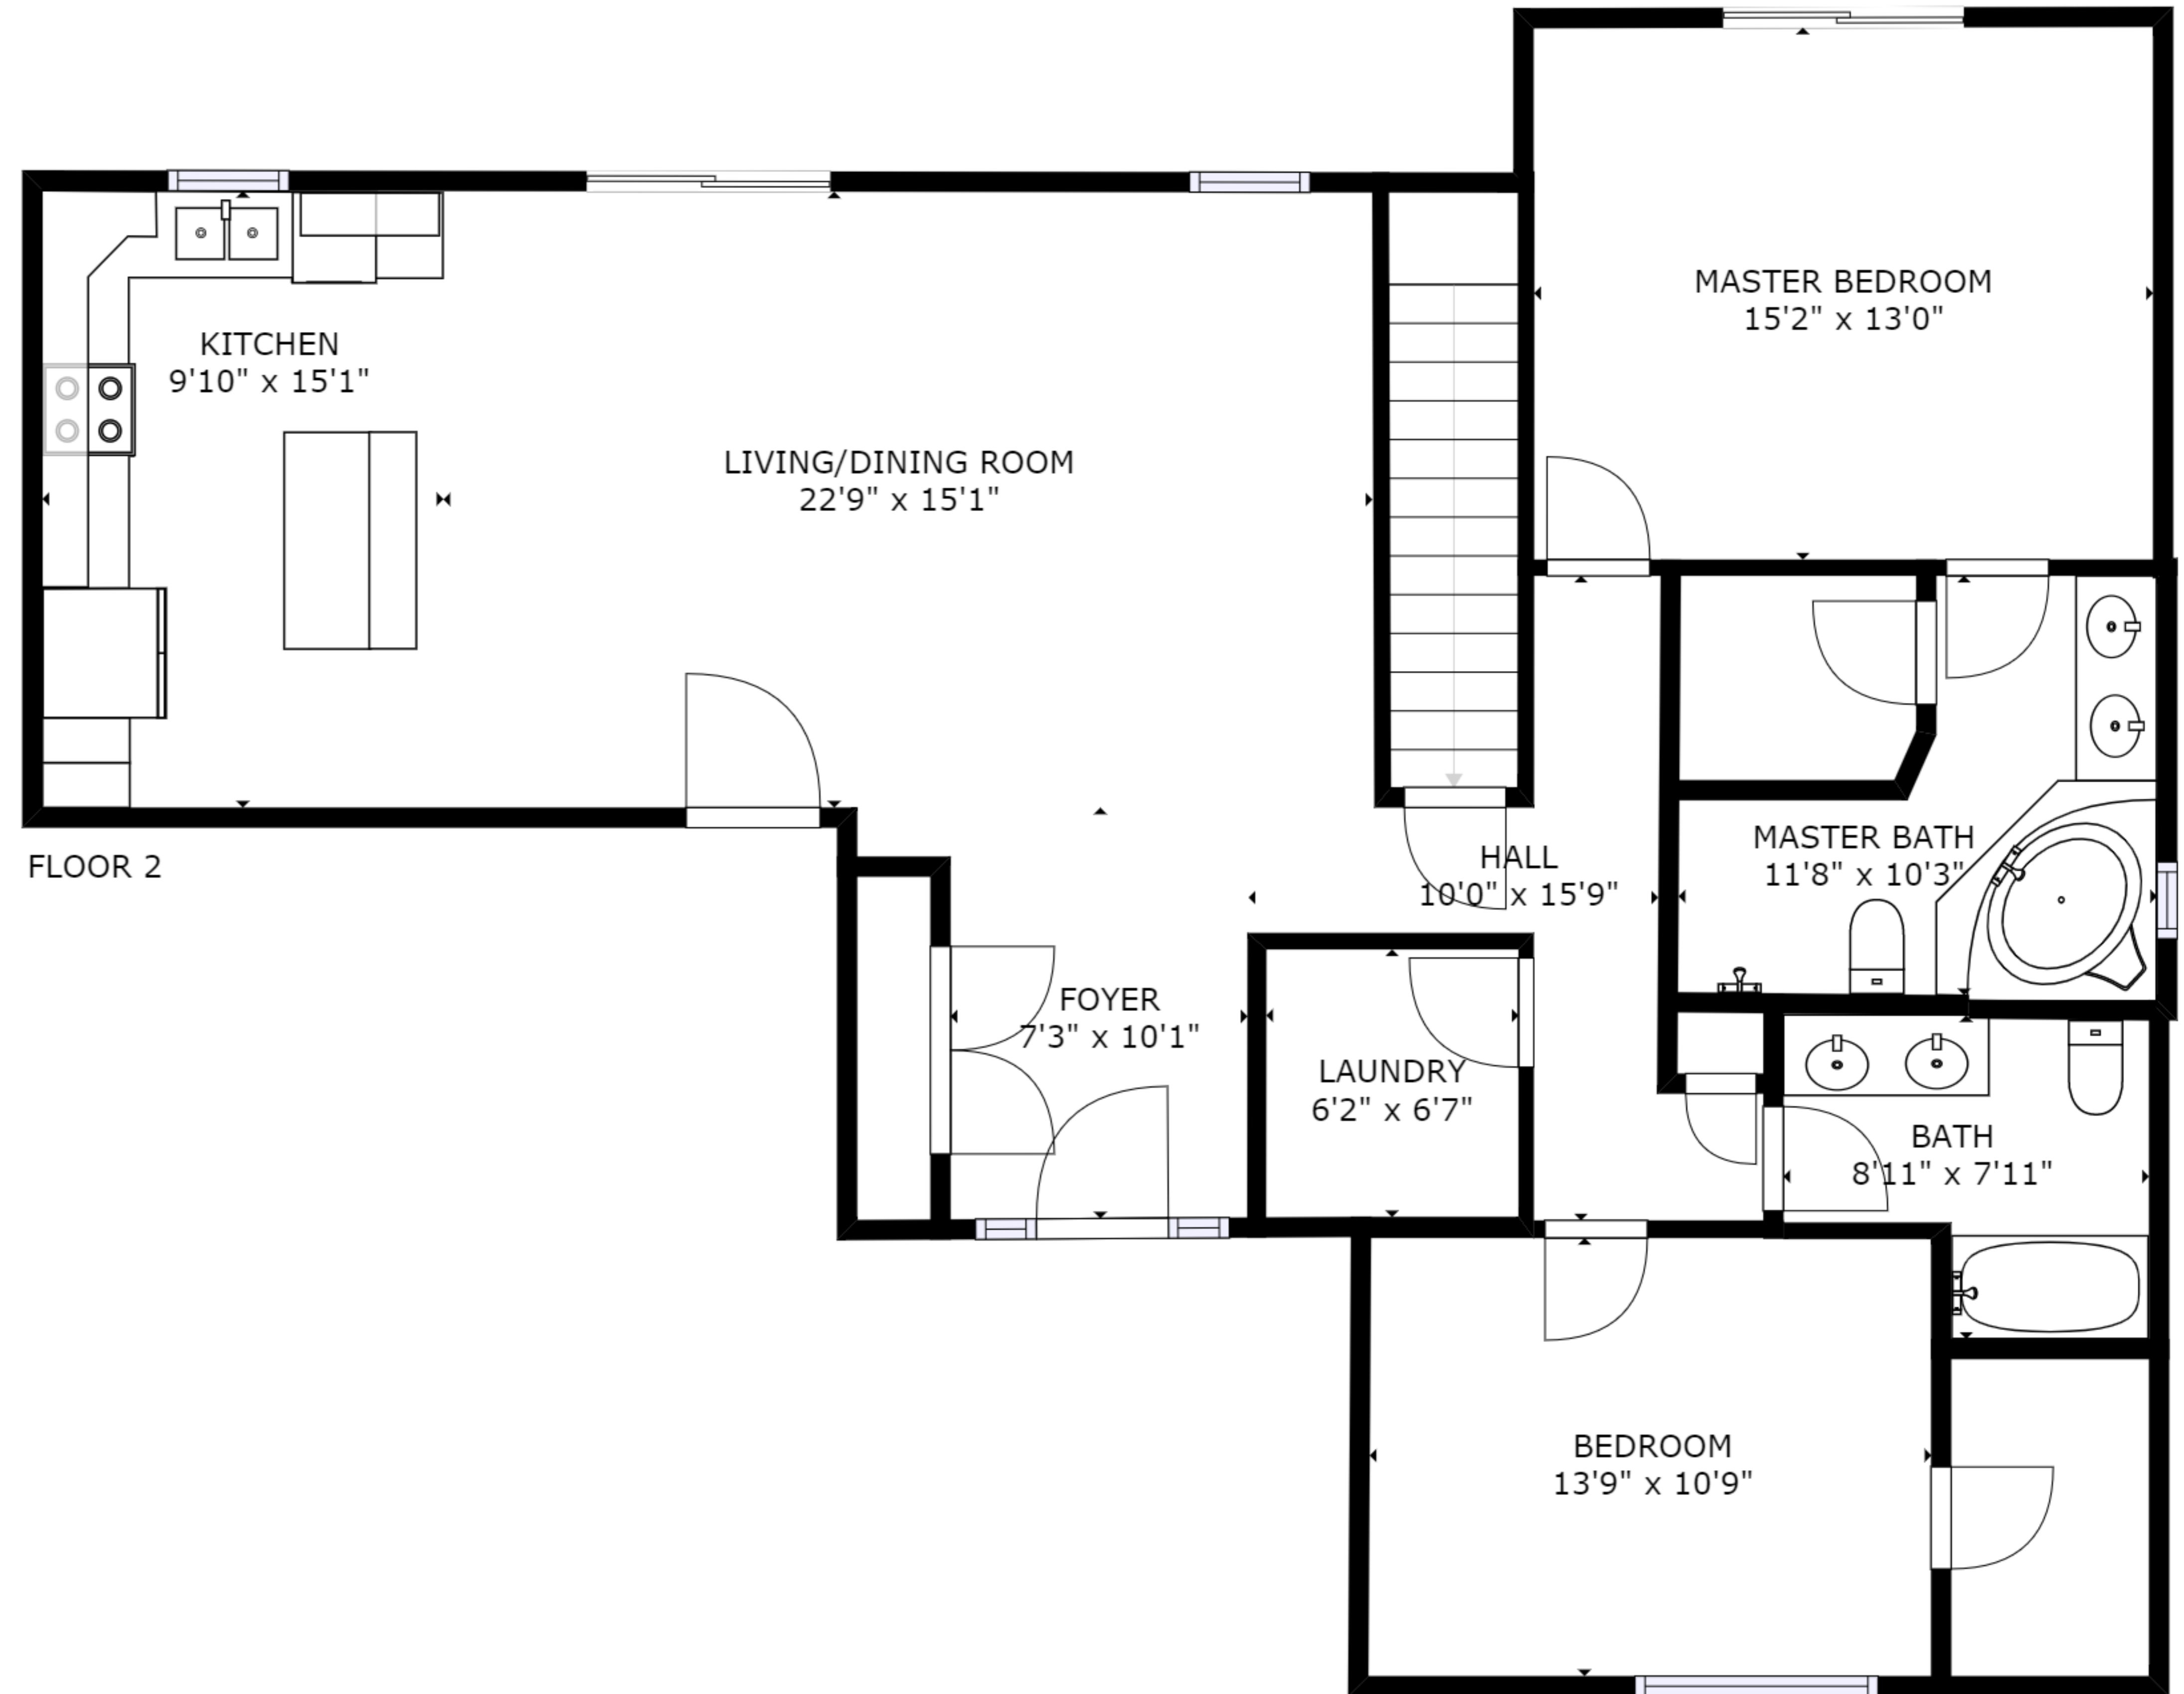 MASTER BEDROOM
15'2" x 13'0"
KITCHEN
9'10" x 15'1"
LIVING/DINING ROOM
22'9" x 15'1"
FLOOR 2
MASTER BATH
11'8" x 10'3"
HALL
10'0" x 15'9"
FOYER
7'3" x 10'1"
LAUNDRY
6'2" x 6'7"
BATH
8'11" x 7'11"
BEDROOM
13'9" x 10'9"